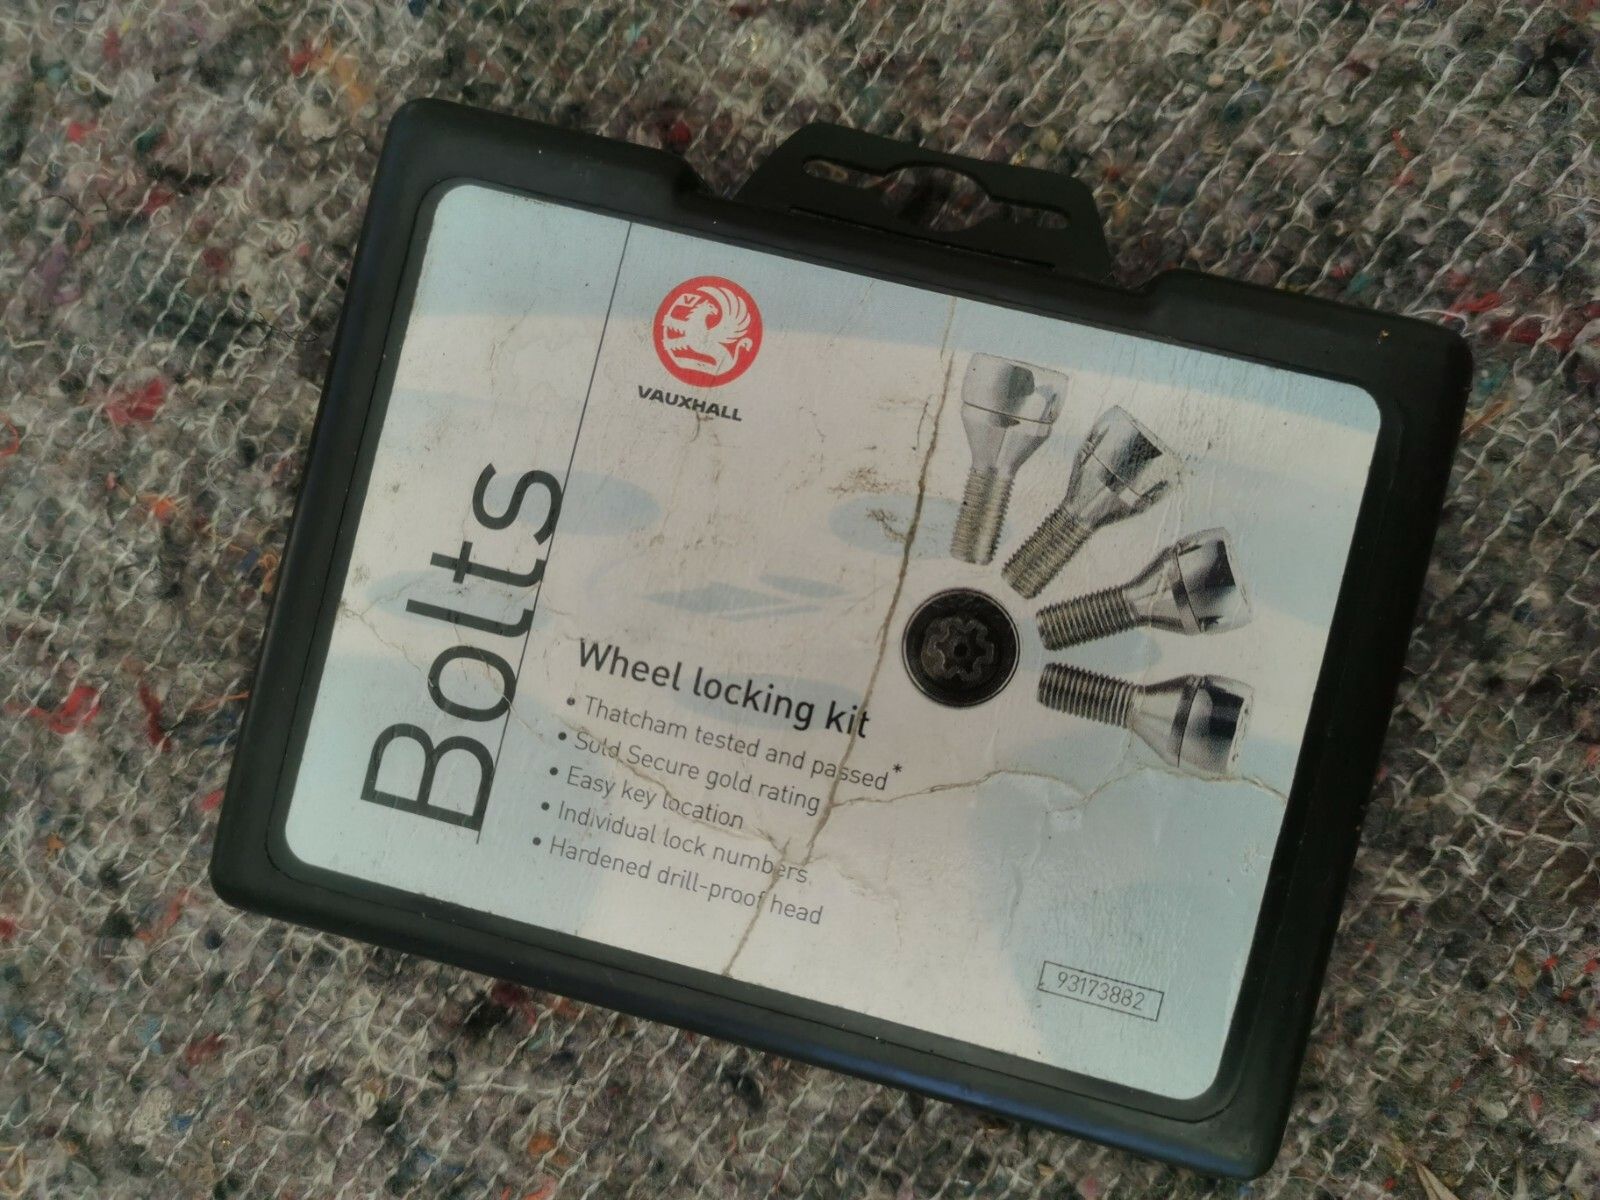 VAUXHALL
Bolts
Wheel locking kit
• Thatcham tested and passed*
• Sold Secure gold rating
• Easy key location
• Individual lock numbers
• Hardened drill-proof head
93173882